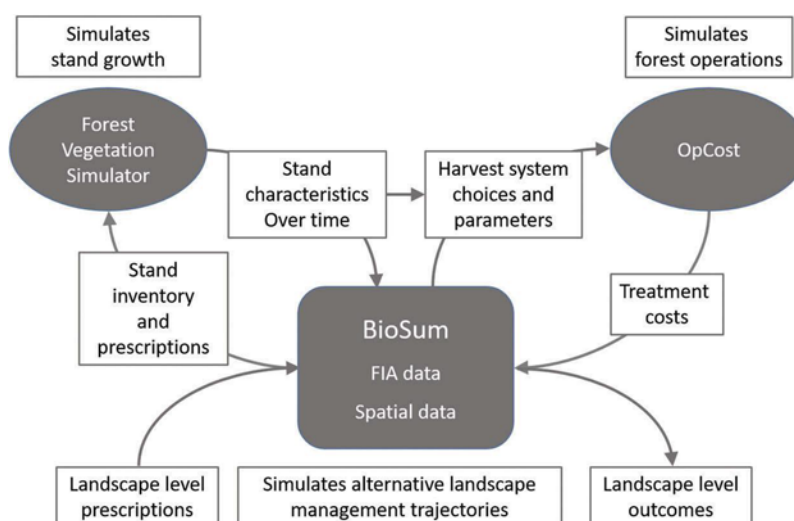 Simulates
stand growth
Simulates
forest operations
Forest
Vegetation
Simulator
Stand
characteristics
Over time
Harvest system
choices and
parameters
OpCost
Stand
inventory
and
prescriptions
BioSum
FIA data
Spatial data
Treatment
costs
Landscape level
prescriptions
Simulates alternative landscape
management trajectories
Landscape level
outcomes